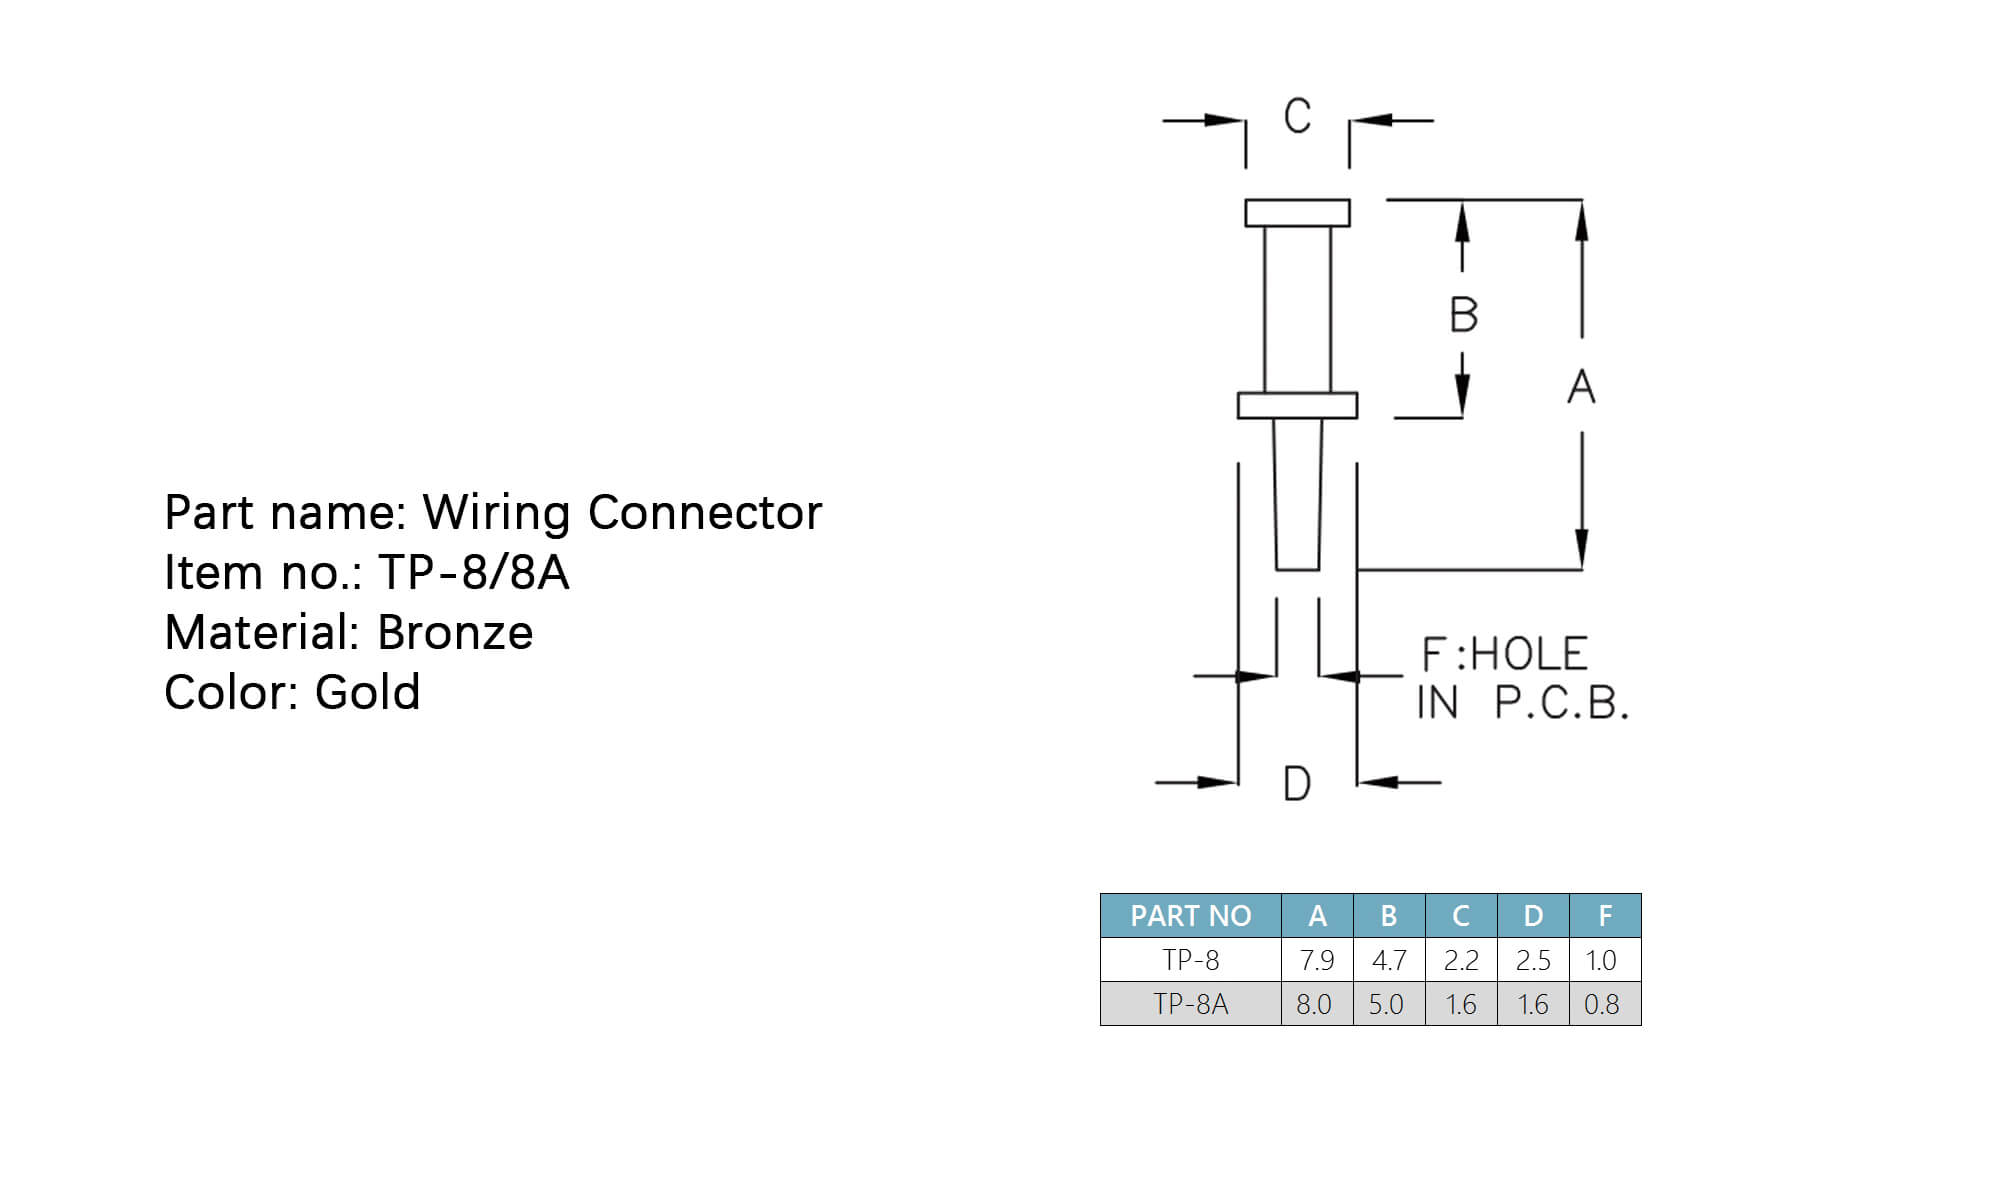 Part name: Wiring Connector
Item no.: TP-8/8A
Material: Bronze
Color: Gold
C
B
A
F:HOLE
IN P.C.B.
D
PART NO A B C D F
TP-8 7.9 4.7 2.2 2.5 1.0
TP-8A 8.0 5.0 1.6 1.6 0.8